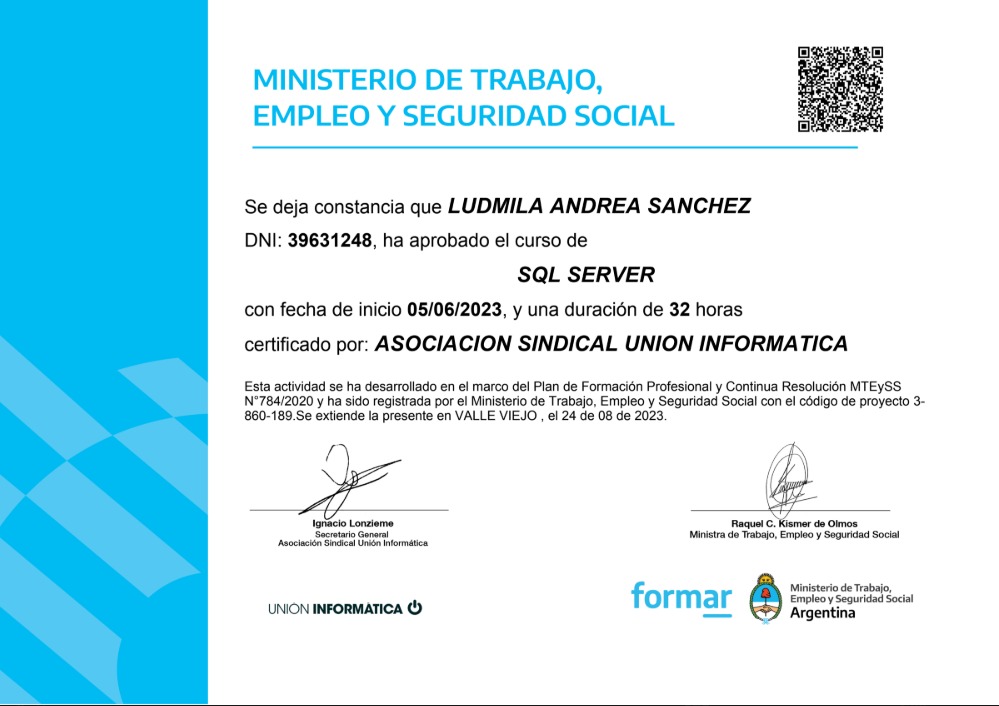 MINISTERIO DE TRABAJO,
EMPLEO Y SEGURIDAD SOCIAL
Se deja constancia que LUDMILA ANDREA SANCHEZ
DNI: 39631248, ha aprobado el curso de
SQL SERVER
con fecha de inicio 05/06/2023, y una duración de 32 horas
certificado por: ASOCIACION SINDICAL UNION INFORMATICA
Esta actividad se ha desarrollado en el marco del Plan de Formación Profesional y Continua Resolución MTEySS
N°784/2020 y ha sido registrada por el Ministerio de Trabajo, Empleo y Seguridad Social con el código de proyecto 3-
860-189.Se extiende la presente en VALLE VIEJO , el 24 de 08 de 2023.
Ignacio Lonzieme
Secretario General
Asociación Sindical Unión Informática
Raquel C. Kismer de Olmos
Ministra de Trabajo, Empleo y Seguridad Social
UNION INFORMATICA
formar
Ministerio de Trabajo,
Empleo y Seguridad Social
Argentina